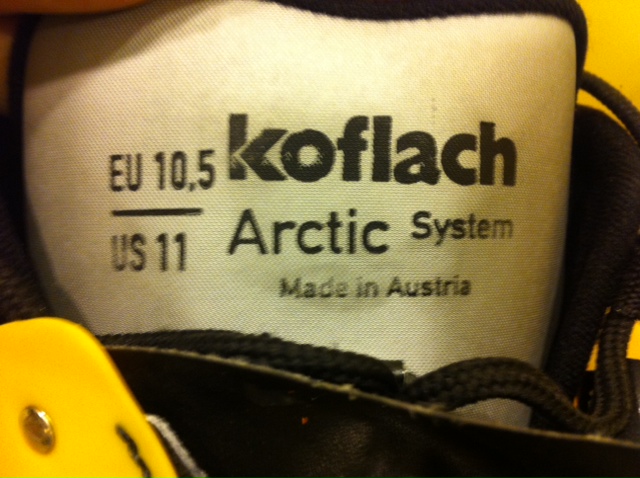 koflach
EU 10,5
US 11
Arctic System
Made in Austria